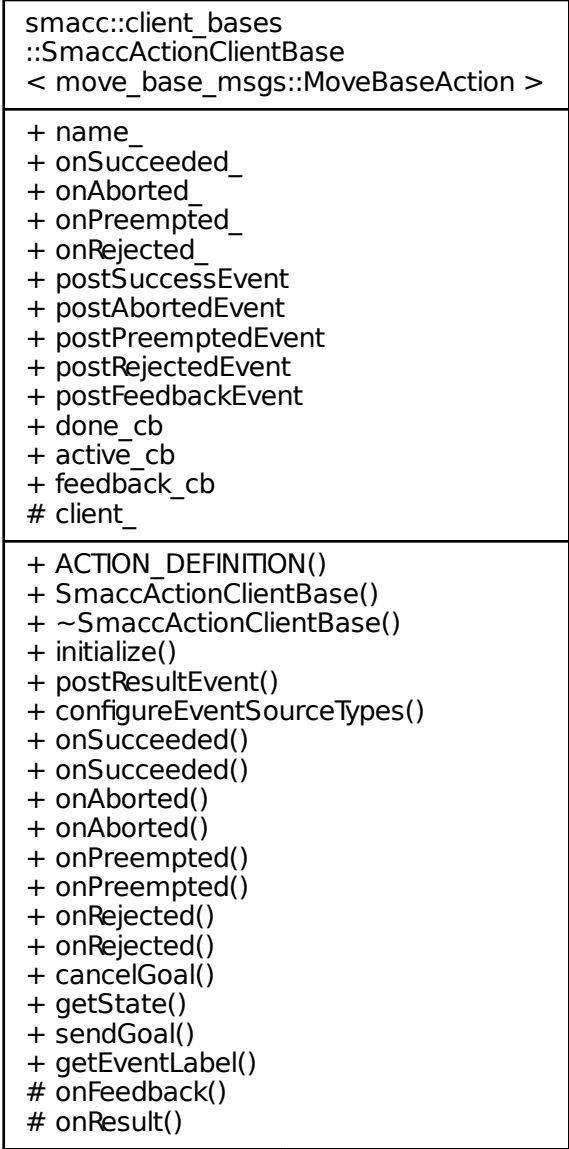 smacc::client_bases
::SmaccActionClientBase
< move_base_msgs::MoveBaseAction >
+ name_
+ onSucceeded_
+ onAborted_
+ onPreempted_
+ onRejected_
+ postSuccessEvent
+ postAbortedEvent
+ postPreemptedEvent
+ postRejectedEvent
+ postFeedbackEvent
+ done_cb
+ active_cb
+ feedback_cb
# client_
+ ACTION_DEFINITION()
+ SmaccActionClientBase()
+ ~SmaccActionClientBase()
+ initialize()
+ postResultEvent()
+ configureEventSourceTypes()
+ onSucceeded()
+ onSucceeded()
+ onAborted()
+ onAborted()
+ onPreempted()
+ onPreempted()
+ onRejected()
+ onRejected()
+ cancelGoal()
+ getState()
+ sendGoal()
+ getEventLabel()
# onFeedback()
# onResult()